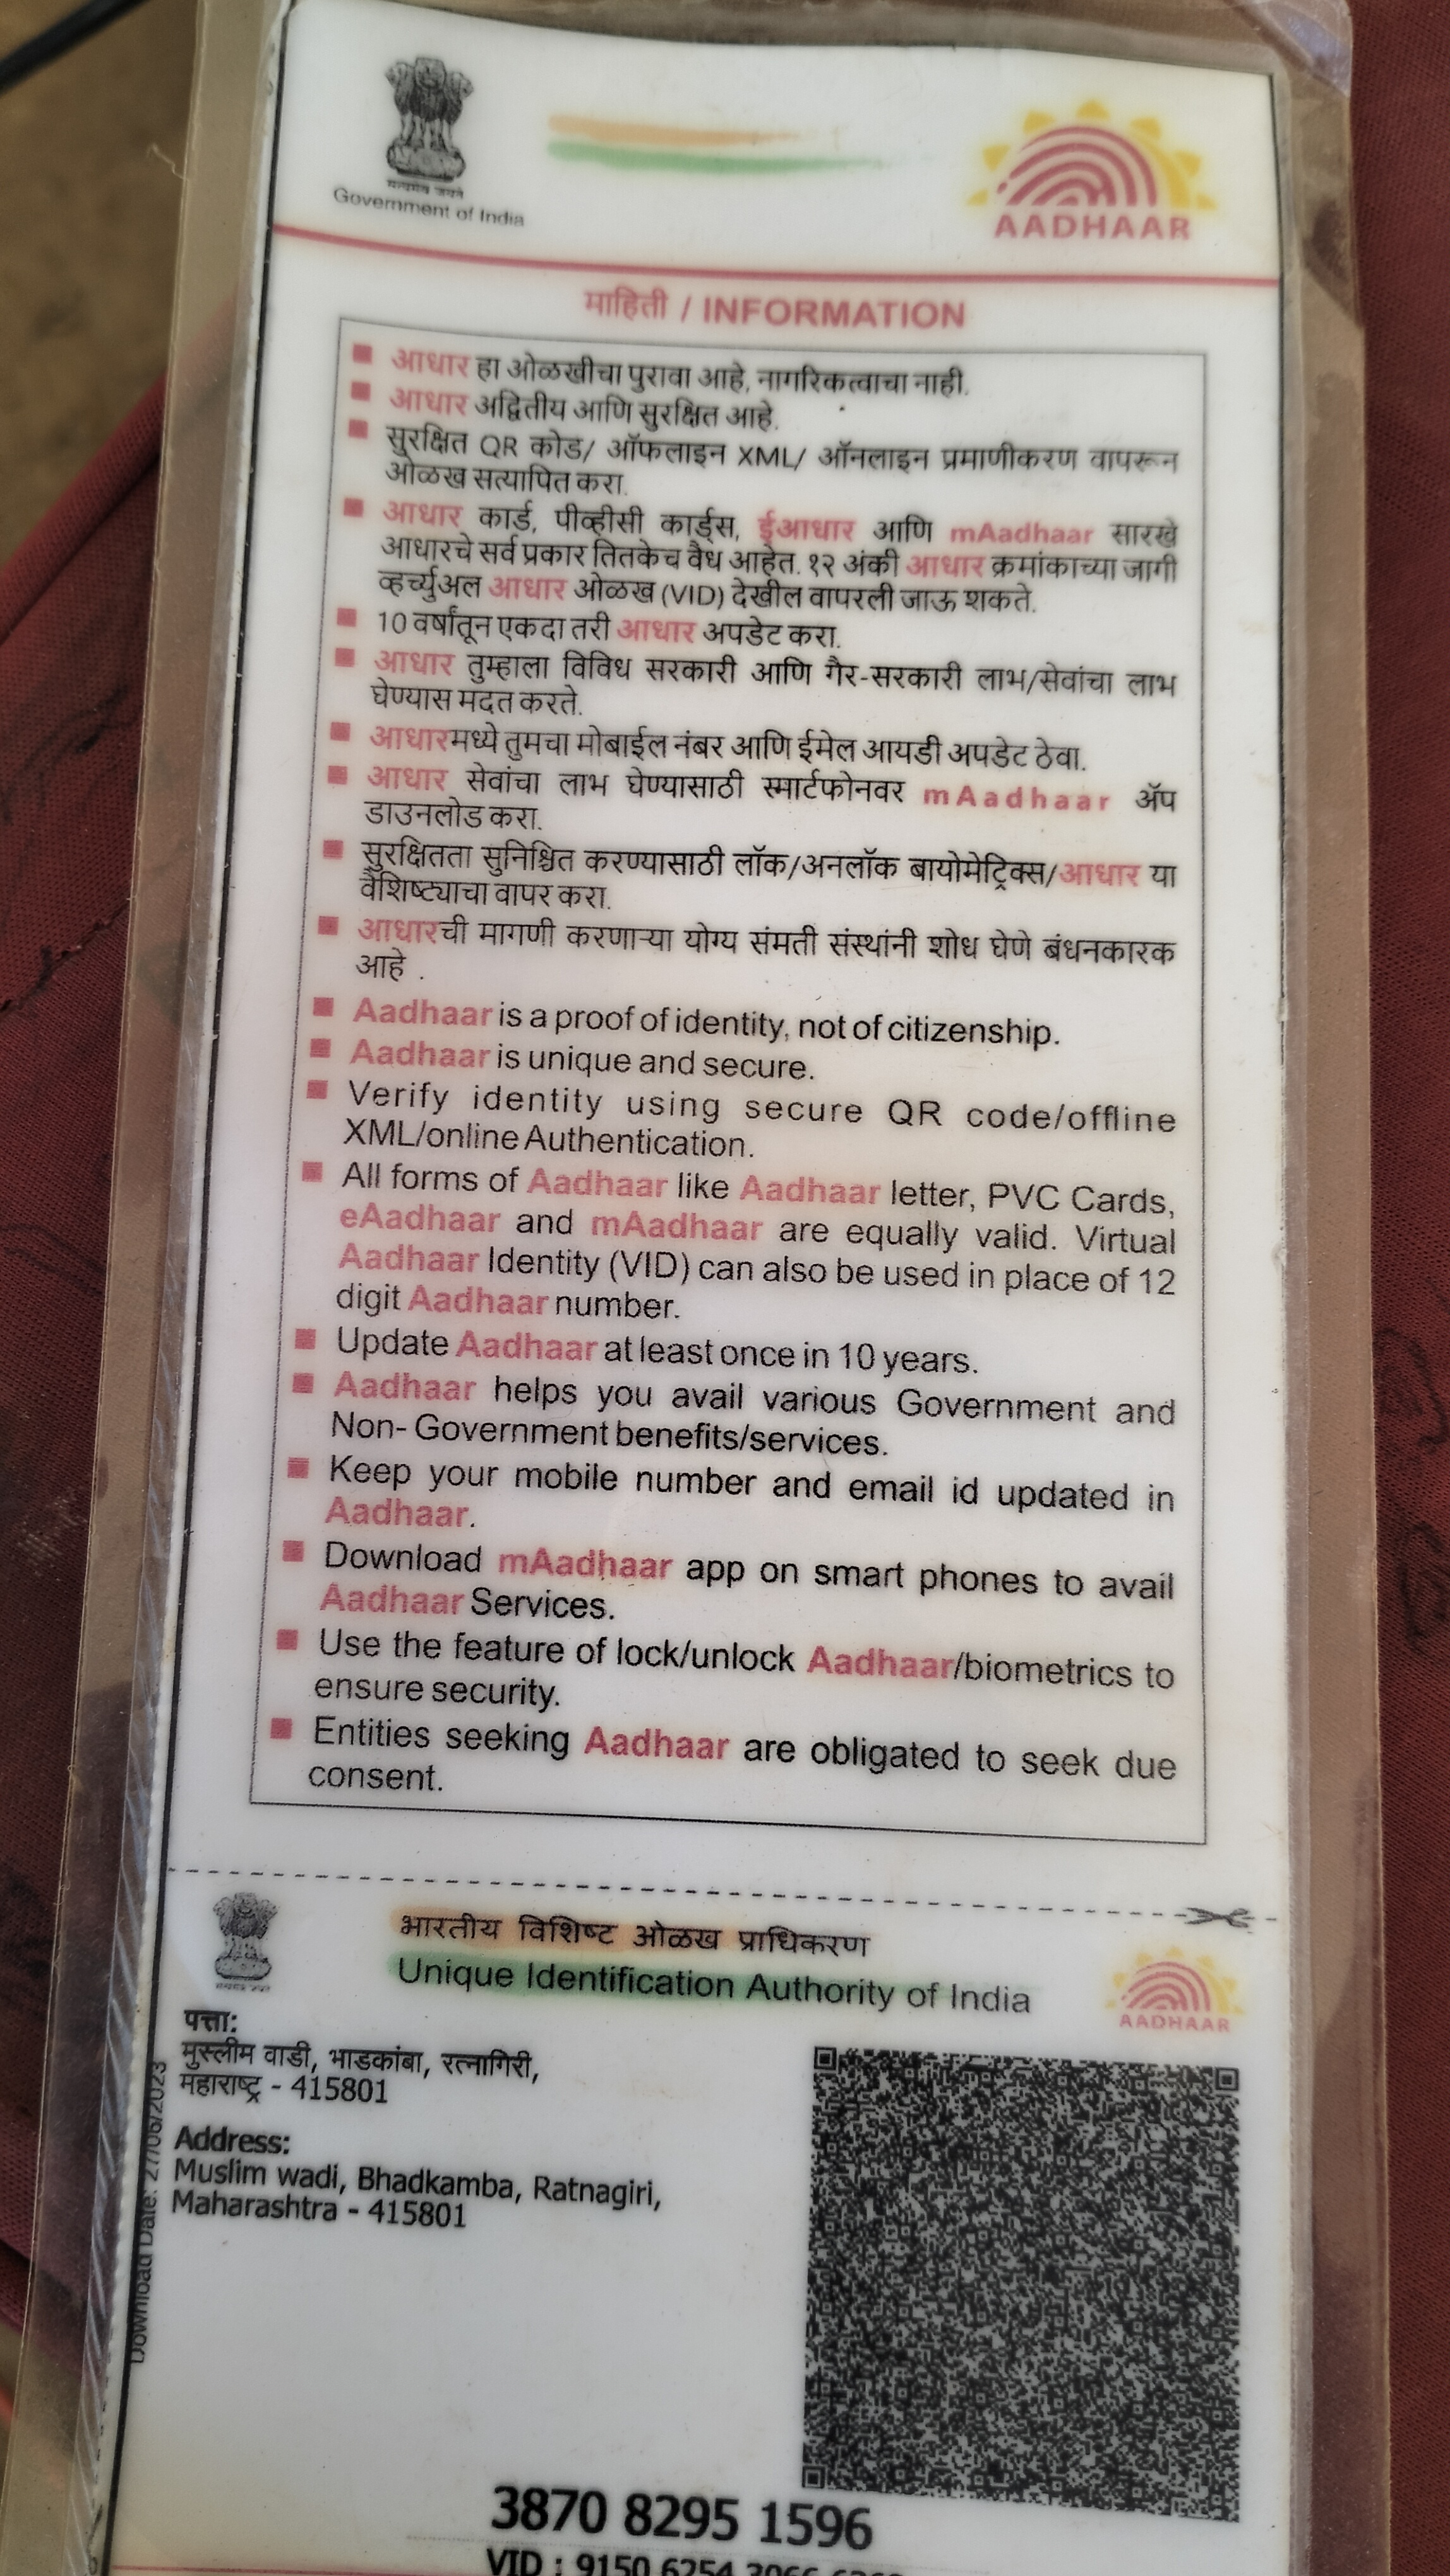 Government of India
AADHAAR
माहिती / INFORMATION
आधार हा ओळखीचा पुरावा आहे, नागरिकत्वाचा नाही.
आधार अद्वितीय आणि सुरक्षित आहे.
सुरक्षित QR कोड/ ऑफलाइन XML/ ऑनलाइन प्रमाणीकरण वापरून
ओळख सत्यापित करा.
आधार कार्ड, पीव्हीसी कार्ड्स, ईआधार आणि mAadhaar सारखे
आधारचे सर्व प्रकार तितकेच वैध आहेत. १२ अंकी आधार क्रमांकाच्या जागी
व्हर्च्युअल आधार ओळख (VID) देखील वापरली जाऊ शकते.
10 वर्षांतून एकदा तरी आधार अपडेट करा.
आधार तुम्हाला विविध सरकारी आणि गैर-सरकारी लाभ/सेवांचा लाभ
घेण्यास मदत करते.
आधारमध्ये तुमचा मोबाईल नंबर आणि ईमेल आयडी अपडेट ठेवा.
आधार सेवांचा लाभ घेण्यासाठी स्मार्टफोनवर mAadhaar ॲप
डाउनलोड करा.
सुरक्षितता सुनिश्चित करण्यासाठी लॉक/अनलॉक बायोमेट्रिक्स/आधार या
वैशिष्ट्याचा वापर करा.
आधारची मागणी करणाऱ्या योग्य संमती संस्थांनी शोध घेणे बंधनकारक
आहे .
Aadhaar is a proof of identity, not of citizenship.
Aadhaar is unique and secure.
Verify identity using secure QR code/offline
XML/online Authentication.
All forms of Aadhaar like Aadhaar letter, PVC Cards,
eAadhaar and mAadhaar are equally valid. Virtual
Aadhaar Identity (VID) can also be used in place of 12
digit Aadhaar number.
Update Aadhaar at least once in 10 years.
Aadhaar helps you avail various Government and
Non- Government benefits/services.
Keep your mobile number and email id updated in
Aadhaar.
Download mAadhaar app on smart phones to avail
Aadhaar Services.
Use the feature of lock/unlock Aadhaar/biometrics to
ensure security.
Entities seeking Aadhaar are obligated to seek due
consent.
भारतीय विशिष्ट ओळख प्राधिकरण
Unique Identification Authority of India
AADHAAR
पत्ता:
मुस्लीम वाडी, भाडकांबा, रत्नागिरी,
महाराष्ट्र - 415801
Address:
Muslim wadi, Bhadkamba, Ratnagiri,
Maharashtra - 415801
Download Date: 27/06/2023
3870 8295 1596
VID : 9150 6254